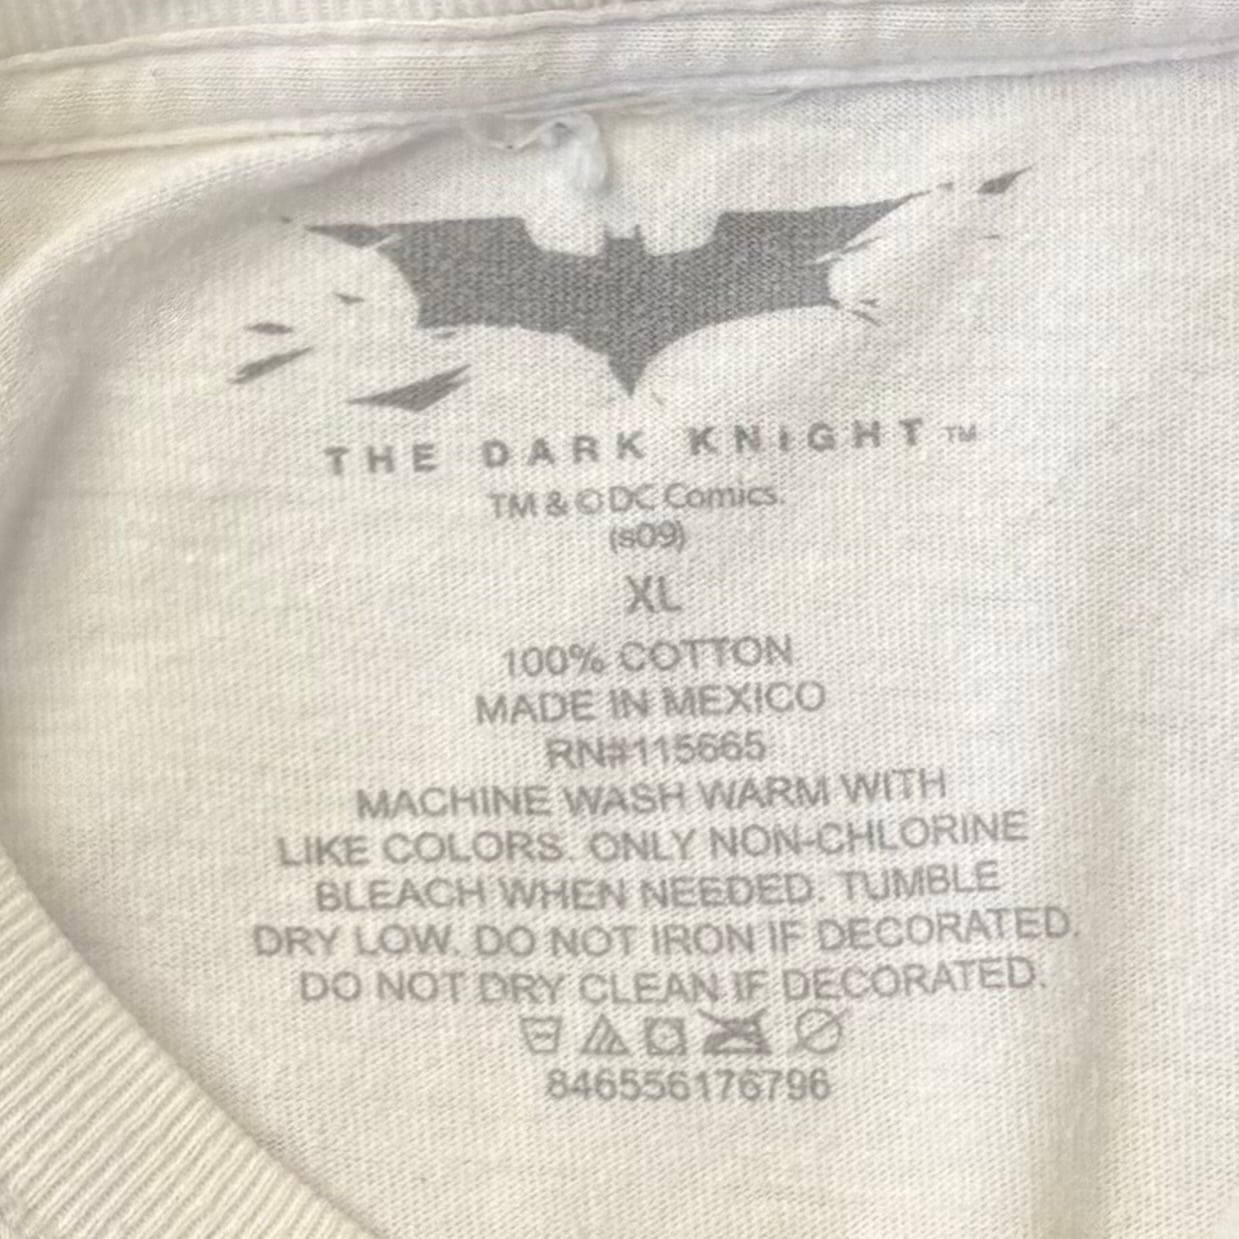 THE DARK KNIGHT™
TM & © DC Comics.
(s09)
XL
100% COTTON
MADE IN MEXICO
RN#115665
MACHINE WASH WARM WITH
LIKE COLORS. ONLY NON-CHLORINE
BLEACH WHEN NEEDED. TUMBLE
DRY LOW. DO NOT IRON IF DECORATED.
DO NOT DRY CLEAN IF DECORATED.
846556176796